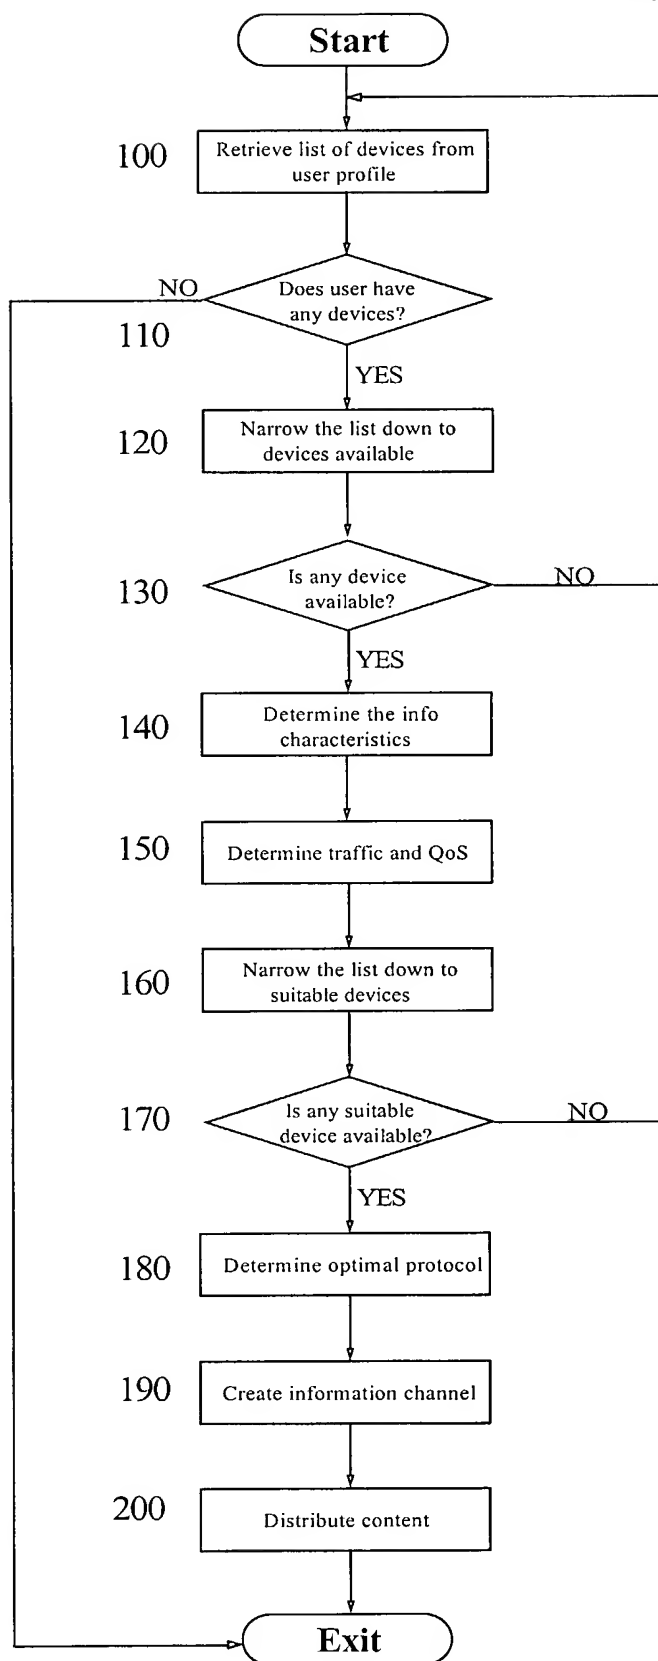 Start
100
Retrieve list of devices from
user profile
NO
Does user have
any devices?
110
YES
120
Narrow the list down to
devices available
130
Is any device
available?
NO
YES
140
Determine the info
characteristics
150
Determine traffic and QoS
160
Narrow the list down to
suitable devices
170
Is any suitable
device available?
NO
YES
180
Determine optimal protocol
190
Create information channel
200
Distribute content
Exit